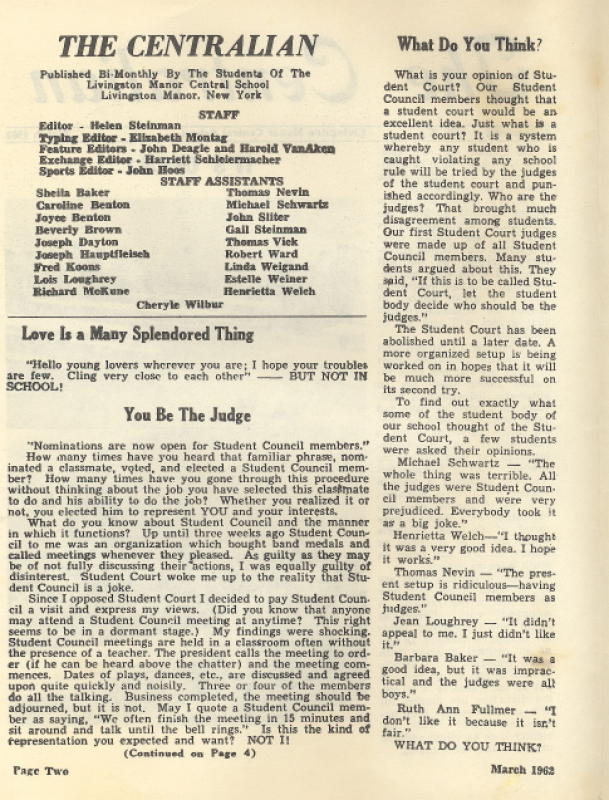 THE CENTRALIAN
Published Bi-Monthly By The Students Of The
Livingston Manor Central School
Livingston Manor, New York
STAFF
Editor - Helen Steinman
Typing Editor - Elizabeth Montag
Feature Editors - John Deagle and Harold VanAken
Exchange Editor - Harriett Schleiermacher
Sports Editor - John Hoos
STAFF ASSISTANTS
Sheila Baker
Caroline Benton
Joyce Benton
Beverly Brown
Joseph Dayton
Joseph Hauptfleisch
Fred Koons
Lois Loughrey
Richard McKune
Thomas Nevin
Michael Schwartz
John Sliter
Gail Steinman
Thomas Vick
Robert Ward
Linda Weigand
Estelle Weiner
Henrietta Welch
Cheryle Wilbur
Love Is a Many Splendored Thing
"Hello young lovers wherever you are; I hope your troubles
are few. Cling very close to each other" —— BUT NOT IN
SCHOOL!
You Be The Judge
"Nominations are now open for Student Council members."
How many times have you heard that familiar phrase, nom-
inated a classmate, voted, and elected a Student Council mem-
ber? How many times have you gone through this procedure
without thinking about the job you have selected this classmate
to do and his ability to do the job? Whether you realized it or
not, you elected him to represent YOU and your interests.
What do you know about Student Council and the manner
in which it functions? Up until three weeks ago Student Coun-
cil to me was an organization which bought band medals and
called meetings whenever they pleased. As guilty as they may
be of not fully discussing their actions, I was equally guilty of
disinterest. Student Court woke me up to the reality that Stu-
dent Council is a joke.
Since I opposed Student Court I decided to pay Student Coun-
cil a visit and express my views. (Did you know that anyone
may attend a Student Council meeting at anytime? This right
seems to be in a dormant stage.) My findings were shocking.
Student Council meetings are held in a classroom often without
the presence of a teacher. The president calls the meeting to ord-
er (if he can be heard above the chatter) and the meeting com-
mences. Dates of plays, dances, etc., are discussed and agreed
upon quite quickly and noisily. Three or four of the members
do all the talking. Business completed, the meeting should be
adjourned, but it is not. May I quote a Student Council mem-
ber as saying, "We often finish the meeting in 15 minutes and
sit around and talk until the bell rings." Is this the kind of
representation you expected and want? NOT I!
(Continued on Page 4)
Page Two
What Do You Think?
What is your opinion of Stu-
dent Court? Our Student
Council members thought that
a student court would be an
excellent idea. Just what is a
student court? It is a system
whereby any student who is
caught violating any school
rule will be tried by the judges
of the student court and pun-
ished accordingly. Who are the
judges? That brought much
disagreement among students.
Our first Student Court judges
were made up of all Student
Council members. Many stu-
dents argued about this. They
said, "If this is to be called Stu-
dent Court, let the student
body decide who should be the
judges."
The Student Court has been
abolished until a later date. A
more organized setup is being
worked on in hopes that it will
be much more successful on
its second try.
To find out exactly what
some of the student body of
our school thought of the Stu-
dent Court, a few students
were asked their opinions.
Michael Schwartz — "The
whole thing was terrible. All
the judges were Student Coun-
cil members and were very
prejudiced. Everybody took it
as a big joke."
Henrietta Welch—"I thought
it was a very good idea. I hope
it works."
Thomas Nevin — "The pres-
ent setup is ridiculous—having
Student Council members as
judges."
Jean Loughrey — "It didn't
appeal to me. I just didn't like
it."
Barbara Baker — "It was a
good idea, but it was imprac-
tical and the judges were all
boys."
Ruth Ann Fullmer — "I
don't like it because it isn't
fair."
WHAT DO YOU THINK?
March 1962